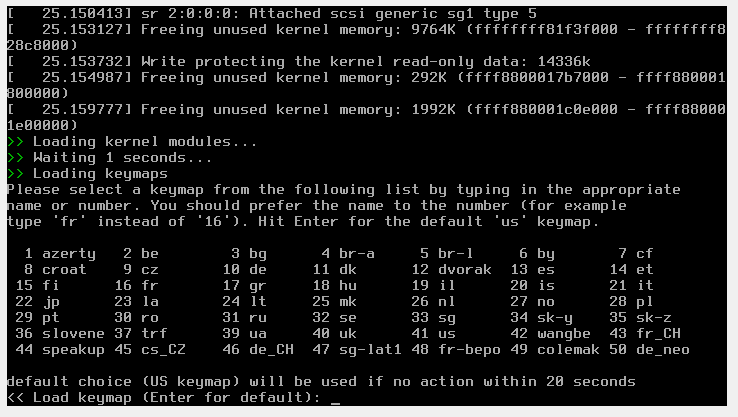 [   25.150413] sr 2:0:0:0: Attached scsi generic sg1 type 5
[   25.153127] Freeing unused kernel memory: 9764K (ffffffff81f3f000 - ffffffff8
28c8000)
[   25.153732] Write protecting the kernel read-only data: 14336k
[   25.154987] Freeing unused kernel memory: 292K (ffff8800017b7000 - ffff880001
800000)
[   25.159777] Freeing unused kernel memory: 1992K (ffff880001c0e000 - ffff88000
1e00000)
>> Loading kernel modules...
>> Waiting 1 seconds...
>> Loading keymaps
Please select a keymap from the following list by typing in the appropriate
name or number. You should prefer the name to the number (for example
type 'fr' instead of '16'). Hit Enter for the default 'us' keymap.
1 azerty 2 be 3 bg 4 br-a 5 br-l 6 by 7 cf
8 croat 9 cz 10 de 11 dk 12 dvorak 13 es 14 et
15 fi 16 fr 17 gr 18 hu 19 il 20 is 21 it
22 jp 23 la 24 lt 25 mk 26 nl 27 no 28 pl
29 pt 30 ro 31 ru 32 se 33 sg 34 sk-y 35 sk-z
36 slovene 37 trf 39 ua 40 uk 41 us 42 wangbe 43 fr_CH
44 speakup 45 cs_CZ 46 de_CH 47 sg-lat1 48 fr-bepo 49 colemak 50 de_neo
default choice (US keymap) will be used if no action within 20 seconds
<< Load keymap (Enter for default): _